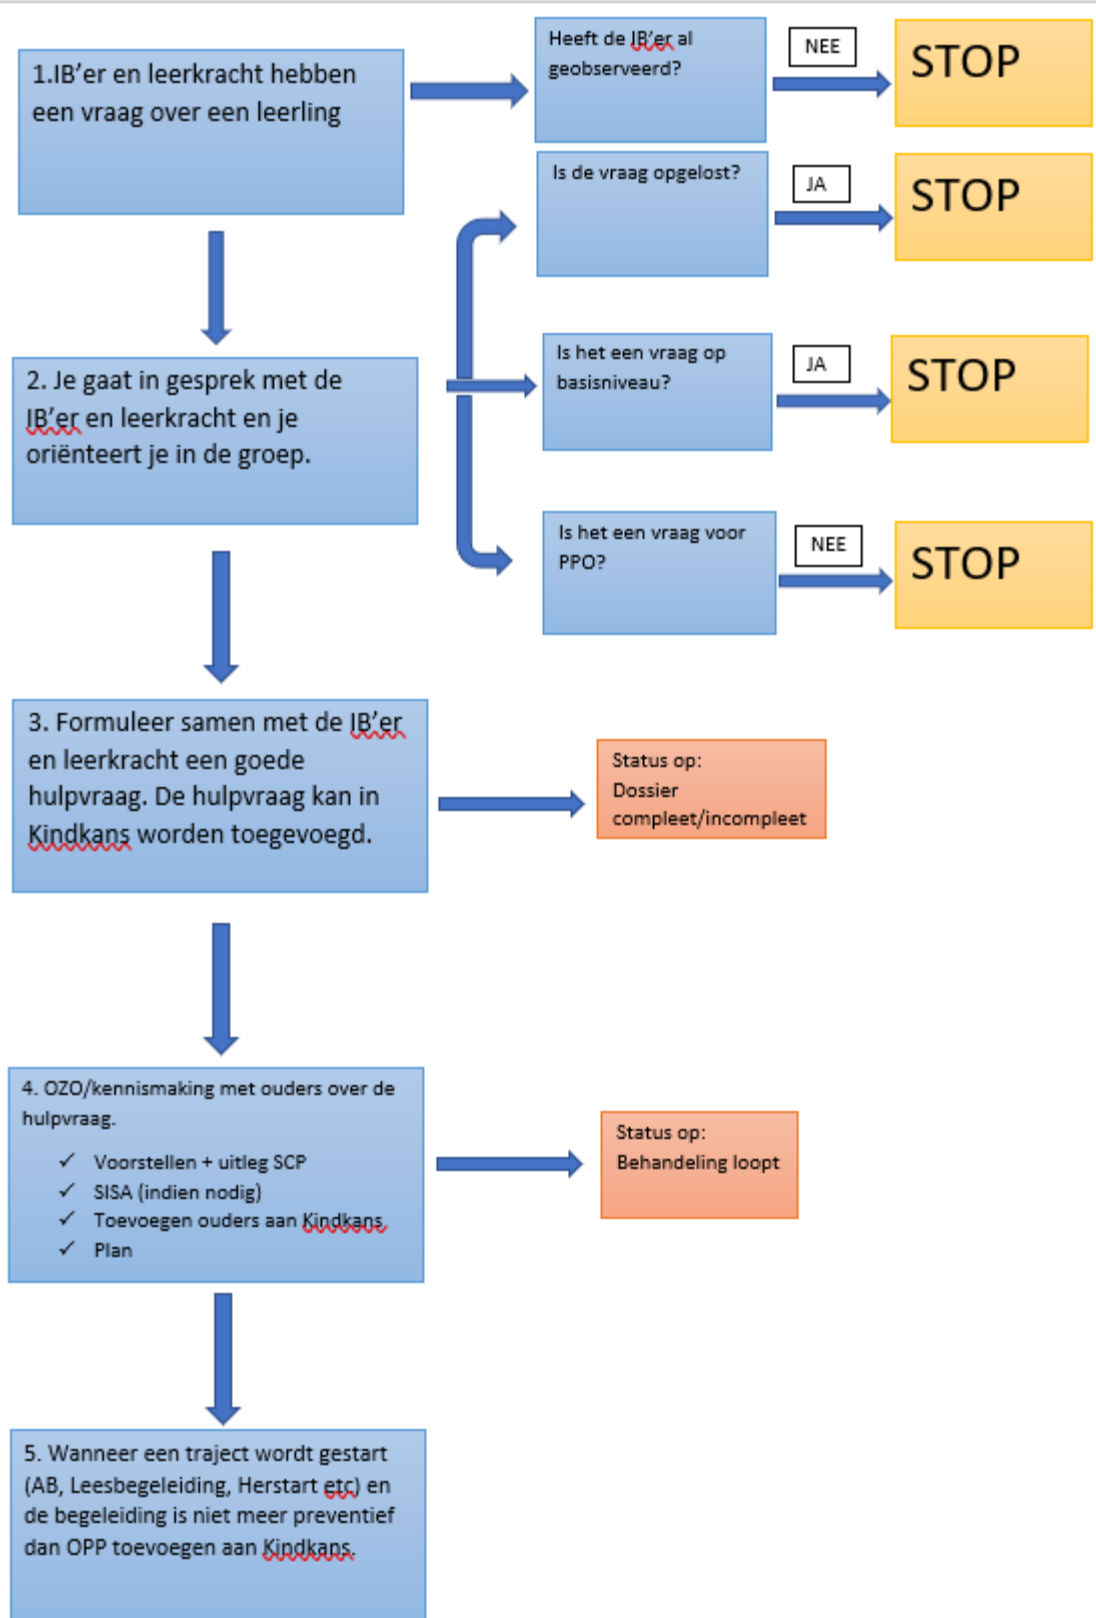 1.IB’er en leerkracht hebben
een vraag over een leerling
Heeft de IB’er al
geobserveerd?
NEE
STOP
Is de vraag opgelost?
JA
STOP
2. Je gaat in gesprek met de
IB’er en leerkracht en je
oriënteert je in de groep.
Is het een vraag op
basisniveau?
JA
STOP
Is het een vraag voor
PPO?
NEE
STOP
3. Formuleer samen met de IB’er
en leerkracht een goede
hulpvraag. De hulpvraag kan in
Kindkans worden toegevoegd.
Status op:
Dossier
compleet/incompleet
4. OZO/kennismaking met ouders over de
hulpvraag.
✓ Voorstellen + uitleg SCP
✓ SISA (indien nodig)
✓ Toevoegen ouders aan Kindkans
✓ Plan
Status op:
Behandeling loopt
5. Wanneer een traject wordt gestart
(AB, Leesbegeleiding, Herstart etc) en
de begeleiding is niet meer preventief
dan OPP toevoegen aan Kindkans.